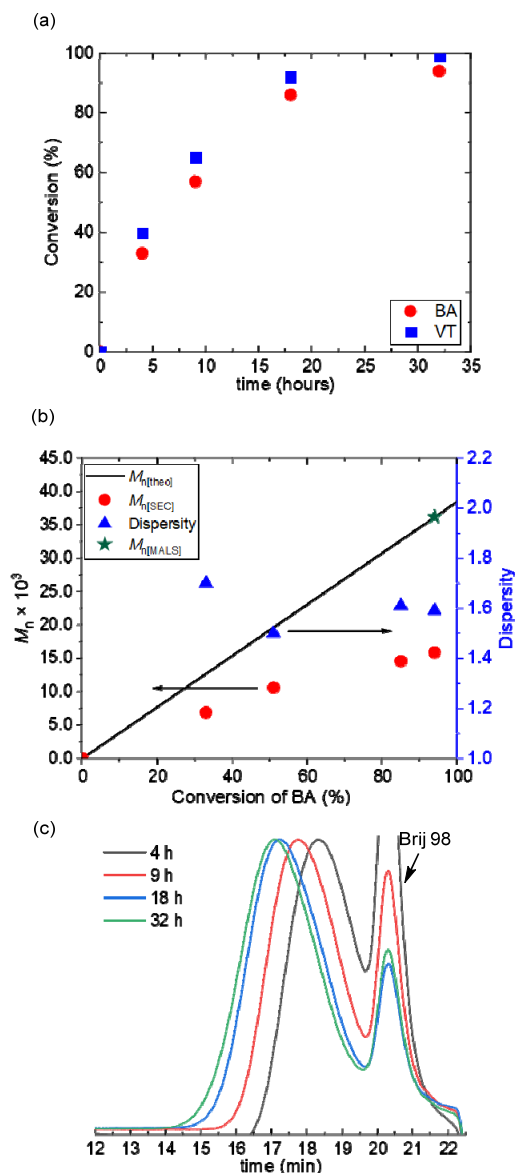 (a)
100
80
60
40
20
0
0 5 10 15 20 25 30 35
Conversion (%)
time (hours)
BA
VT
(b)
45.0
40.0
35.0
30.0
25.0
20.0
15.0
10.0
5.0
0.0
Mn × 10³
Mn[theo]
Mn[SEC]
Dispersity
Mn[MALS]
2.2
2.0
1.8
1.6
1.4
1.2
1.0
Dispersity
0 20 40 60 80 100
Conversion of BA (%)
(c)
4 h
9 h
18 h
32 h
Brij 98
12 13 14 15 16 17 18 19 20 21 22
time (min)